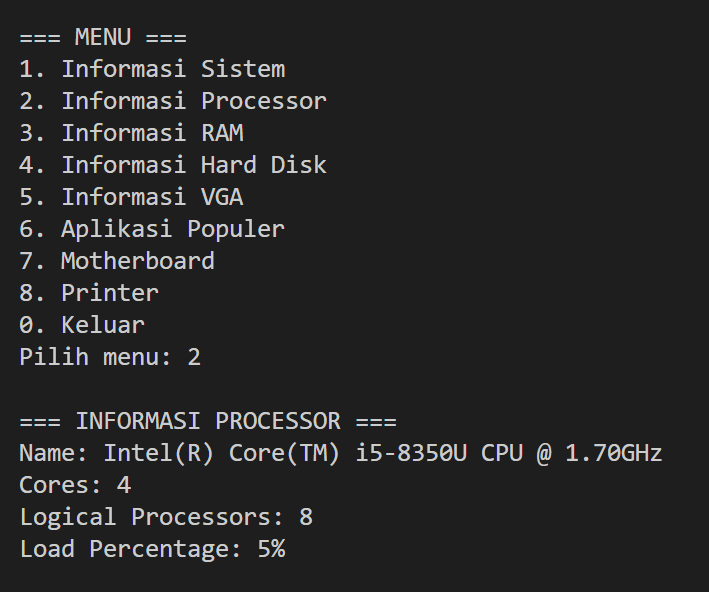 === MENU ===
1. Informasi Sistem
2. Informasi Processor
3. Informasi RAM
4. Informasi Hard Disk
5. Informasi VGA
6. Aplikasi Populer
7. Motherboard
8. Printer
0. Keluar
Pilih menu: 2
=== INFORMASI PROCESSOR ===
Name: Intel(R) Core(TM) i5-8350U CPU @ 1.70GHz
Cores: 4
Logical Processors: 8
Load Percentage: 5%